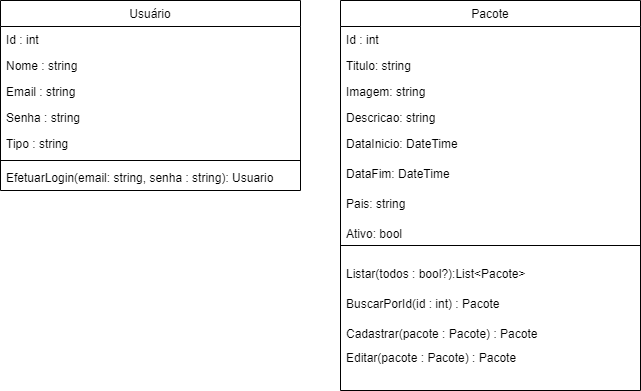 Usuário
Id : int
Nome : string
Email : string
Senha : string
Tipo : string
EfetuarLogin(email: string, senha : string): Usuario
Pacote
Id : int
Titulo: string
Imagem: string
Descricao: string
DataInicio: DateTime
DataFim: DateTime
Pais: string
Ativo: bool
Listar(todos : bool?):List<Pacote>
BuscarPorId(id : int) : Pacote
Cadastrar(pacote : Pacote) : Pacote
Editar(pacote : Pacote) : Pacote